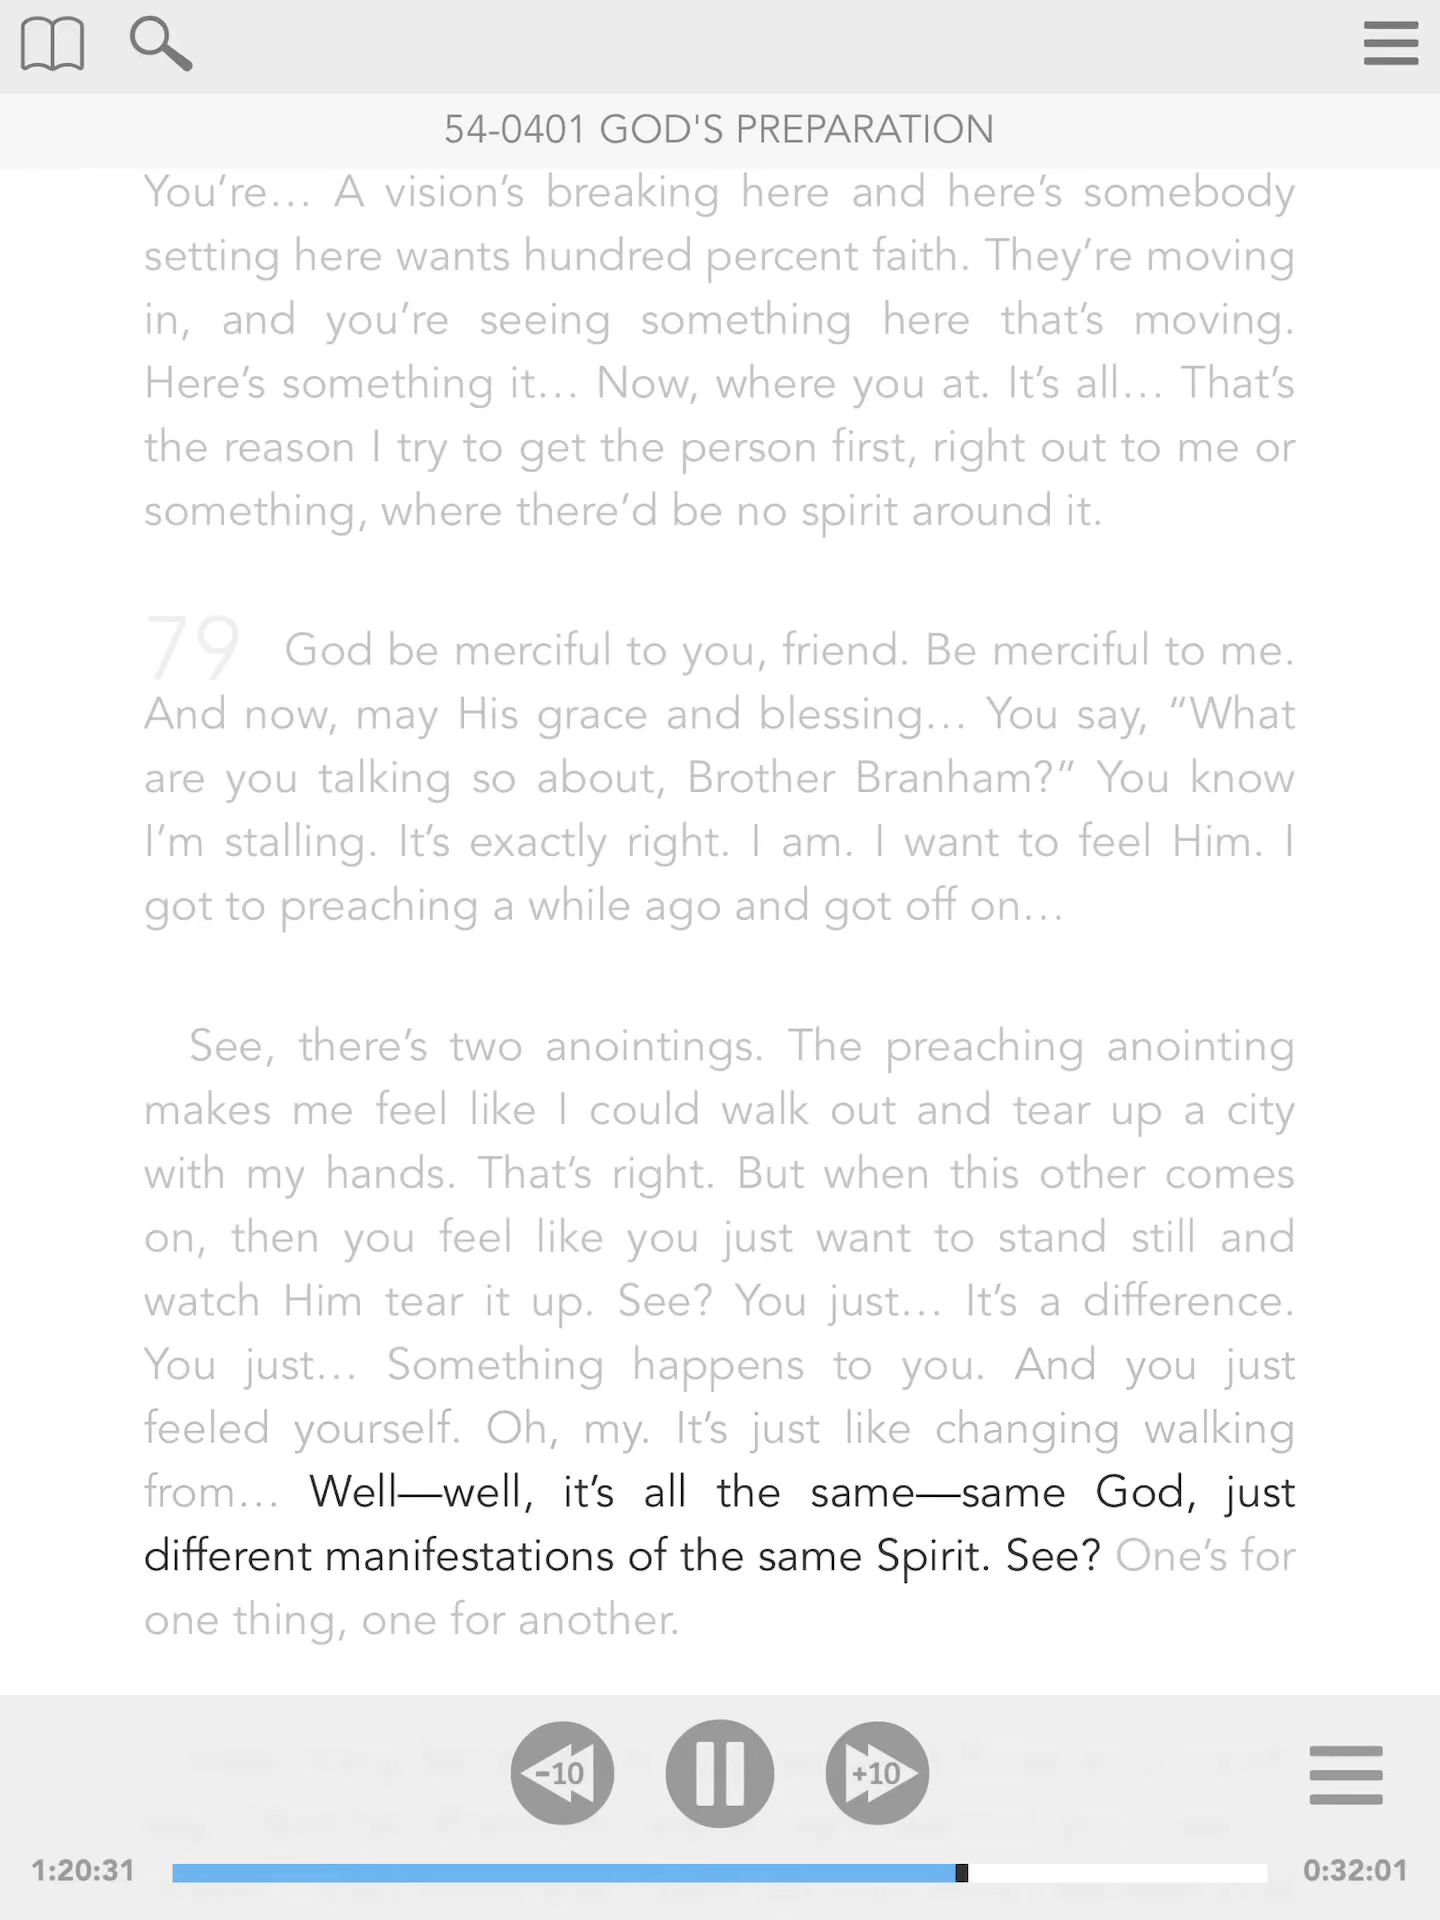 54-0401 GOD'S PREPARATION
You’re… A vision’s breaking here and here’s somebody
setting here wants hundred percent faith. They’re moving
in, and you’re seeing something here that’s moving.
Here’s something it… Now, where you at. It’s all… That’s
the reason I try to get the person first, right out to me or
something, where there’d be no spirit around it.
79 God be merciful to you, friend. Be merciful to me.
And now, may His grace and blessing… You say, “What
are you talking so about, Brother Branham?” You know
I’m stalling. It’s exactly right. I am. I want to feel Him. I
got to preaching a while ago and got off on…
See, there’s two anointings. The preaching anointing
makes me feel like I could walk out and tear up a city
with my hands. That’s right. But when this other comes
on, then you feel like you just want to stand still and
watch Him tear it up. See? You just… It’s a difference.
You just… Something happens to you. And you just
feeled yourself. Oh, my. It’s just like changing walking
from… Well—well, it’s all the same—same God, just
different manifestations of the same Spirit. See? One’s for
one thing, one for another.
-10 +10
1:20:31 0:32:01